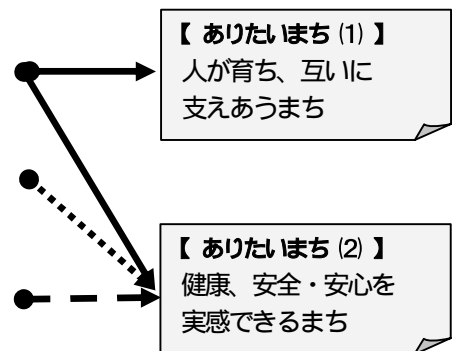 【 ありたいまち (1) 】
人が育ち、互いに
支えあうまち
【 ありたいまち (2) 】
健康、安全・安心を
実感できるまち